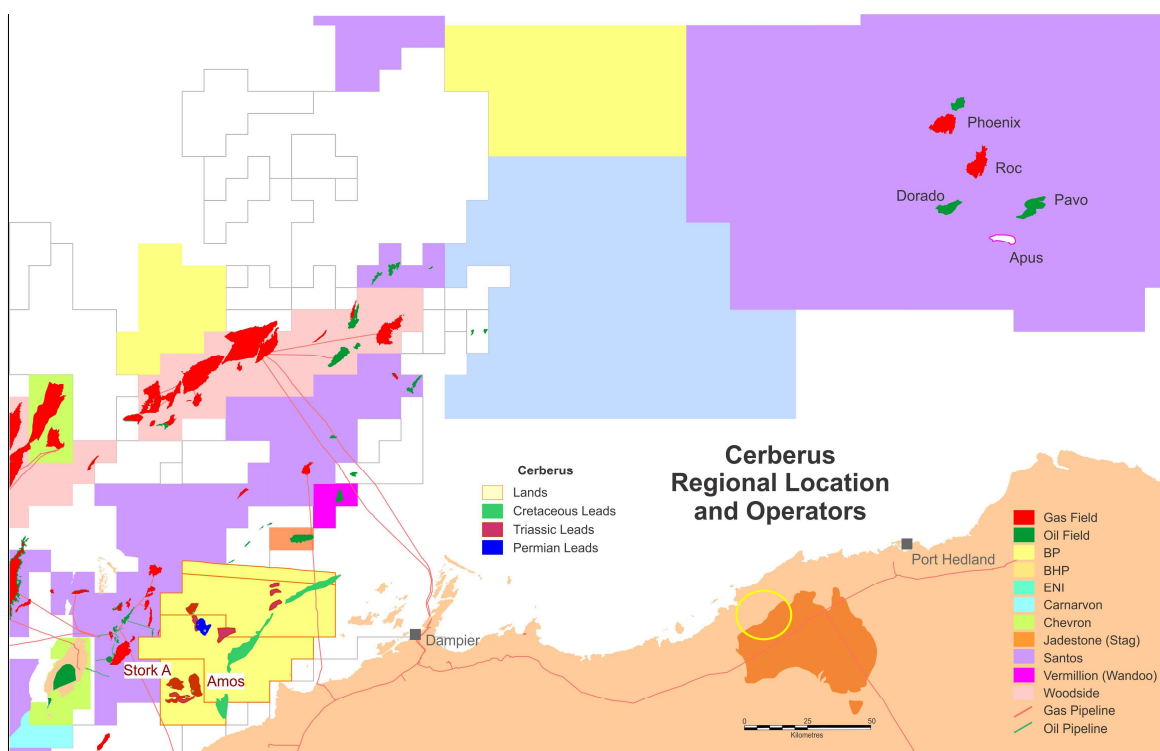 Phoenix
Roc
Dorado
Pavo
Apus
Cerberus
Regional Location
and Operators
Cerberus
Lands
Cretaceous Leads
Triassic Leads
Permian Leads
Gas Field
Oil Field
BP
BHP
ENI
Carnarvon
Chevron
Jadestone (Stag)
Santos
Vermillion (Wandoo)
Woodside
Gas Pipeline
Oil Pipeline
Port Hedland
Dampier
Stork A
Amos
0 25 50
Kilometres